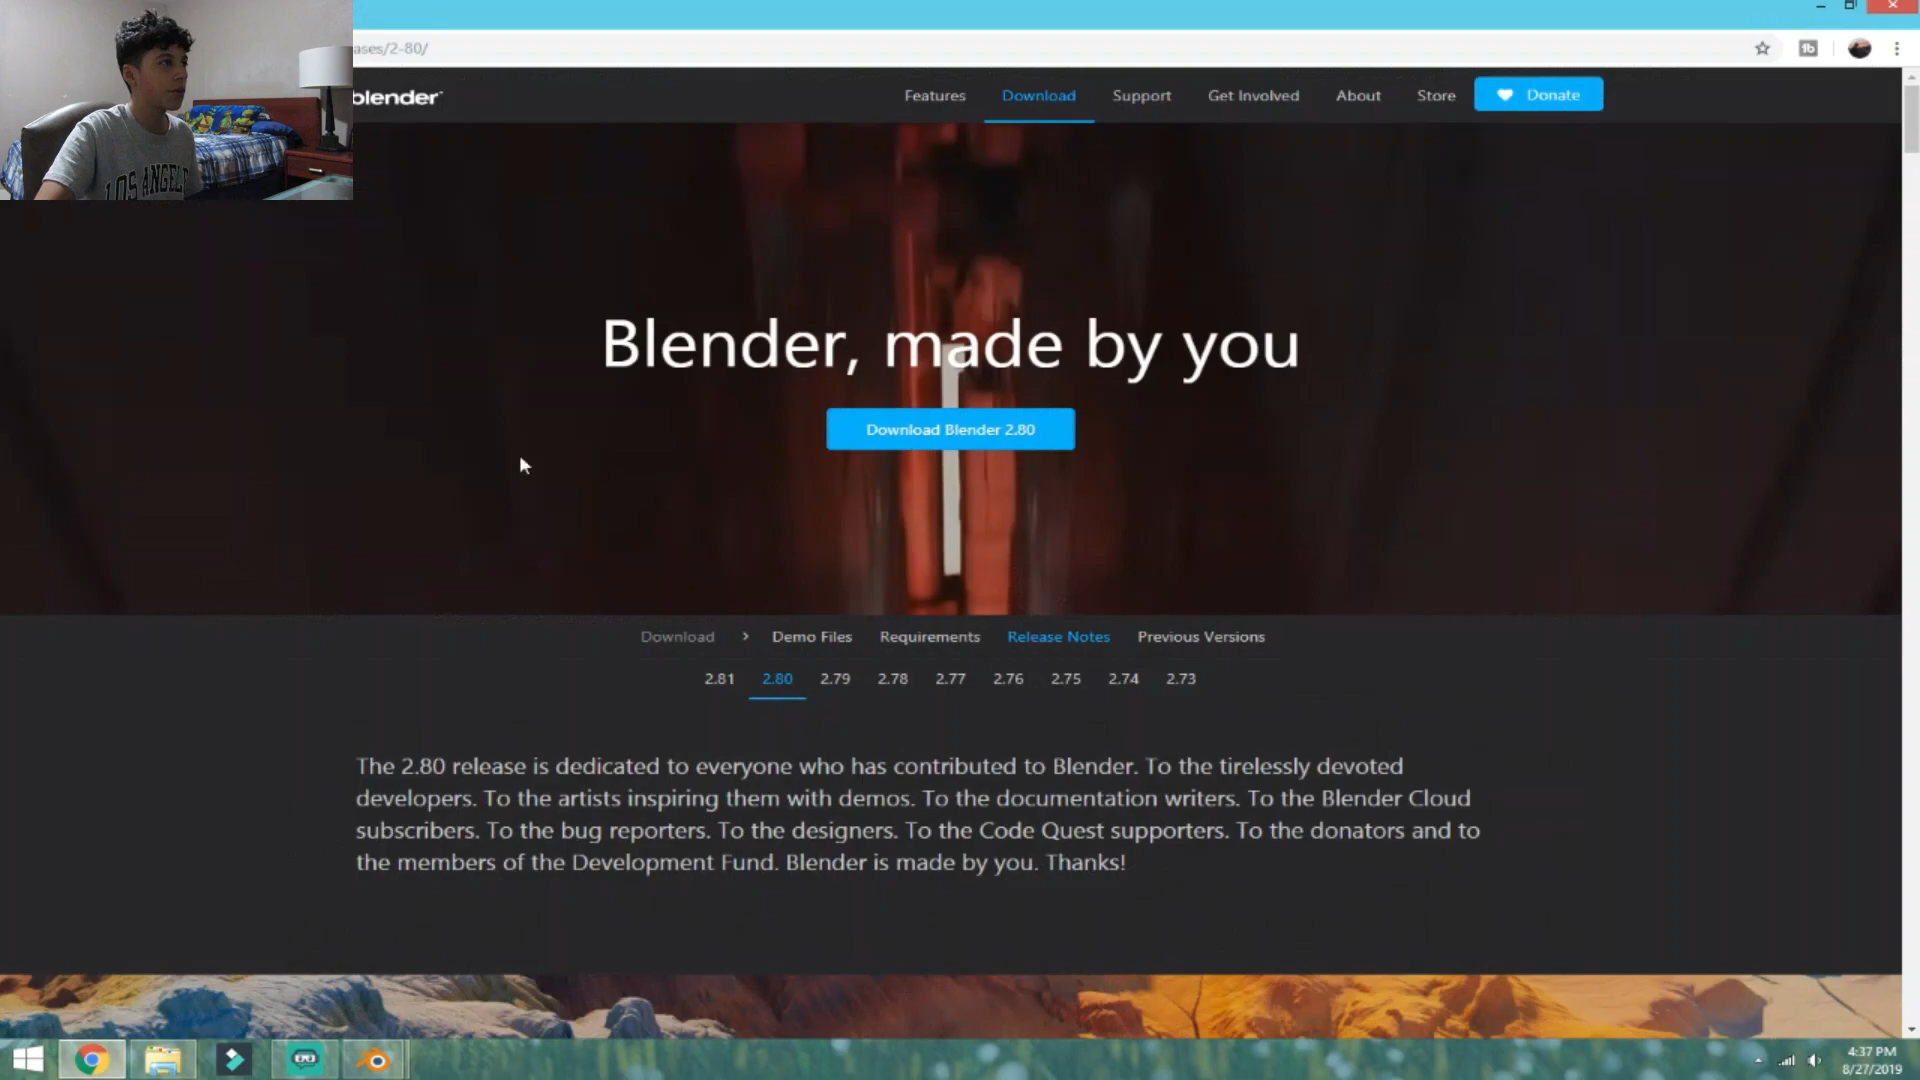 ases/2-80/
blender
Features Download Support Get Involved About Store Donate
LOS ANGELE
Blender, made by you
Download Blender 2.80
Download > Demo Files Requirements Release Notes Previous Versions
2.81 2.80 2.79 2.78 2.77 2.76 2.75 2.74 2.73
The 2.80 release is dedicated to everyone who has contributed to Blender. To the tirelessly devoted
developers. To the artists inspiring them with demos. To the documentation writers. To the Blender Cloud
subscribers. To the bug reporters. To the designers. To the Code Quest supporters. To the donators and to
the members of the Development Fund. Blender is made by you. Thanks!
4:37 PM
8/27/2019